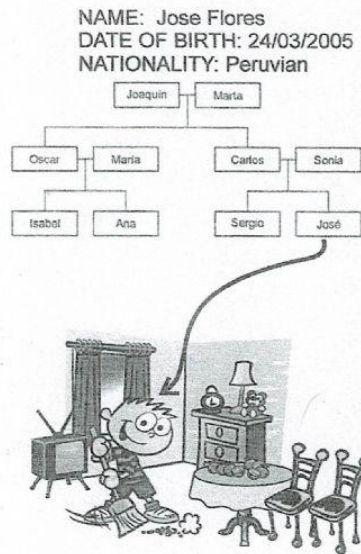 NAME: Jose Flores
DATE OF BIRTH: 24/03/2005
NATIONALITY: Peruvian
Joaquin Marta
Oscar María Carlos Sonia
Isabel Ana Sergio José